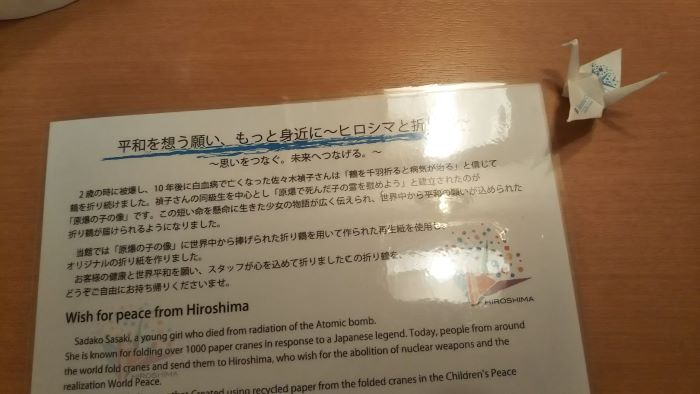 平和を想う願い、もっと身近に～ヒロシマと折
～思いをつなぐ。未来へつなげる。～
２歳の時に被爆し、10年後に白血病で亡くなった佐々木禎子さんは「鶴を千羽折ると病気が治る」と信じて
鶴を折り続けました。禎子さんの同級生を中心とし「原爆で死んだ子の霊を慰めよう」と建立されたのが
「原爆の子の像」です。この短い命を懸命に生きた少女の物語が広く伝えられ、世界中から平和の願いが込められた
折り鶴が届けられるようになりました。
当館では「原爆の子の像」に世界中から捧げられた折り鶴を用いて作られた再生紙を使用し
オリジナルの折り紙を作りました。
お客様の健康と世界平和を願い、スタッフが心を込めて折りましたこの折り鶴を、
どうぞご自由にお持ち帰りくださいませ。
HIROSHIMA
Wish for peace from Hiroshima
Sadako Sasaki, a young girl who died from radiation of the Atomic bomb.
She is known for folding over 1000 paper cranes in response to a Japanese legend. Today, people from around
the world fold cranes and send them to Hiroshima, who wish for the abolition of nuclear weapons and the
realization World Peace.
HIROSHIMA
that Created using recycled paper from the folded cranes in the Children's Peace